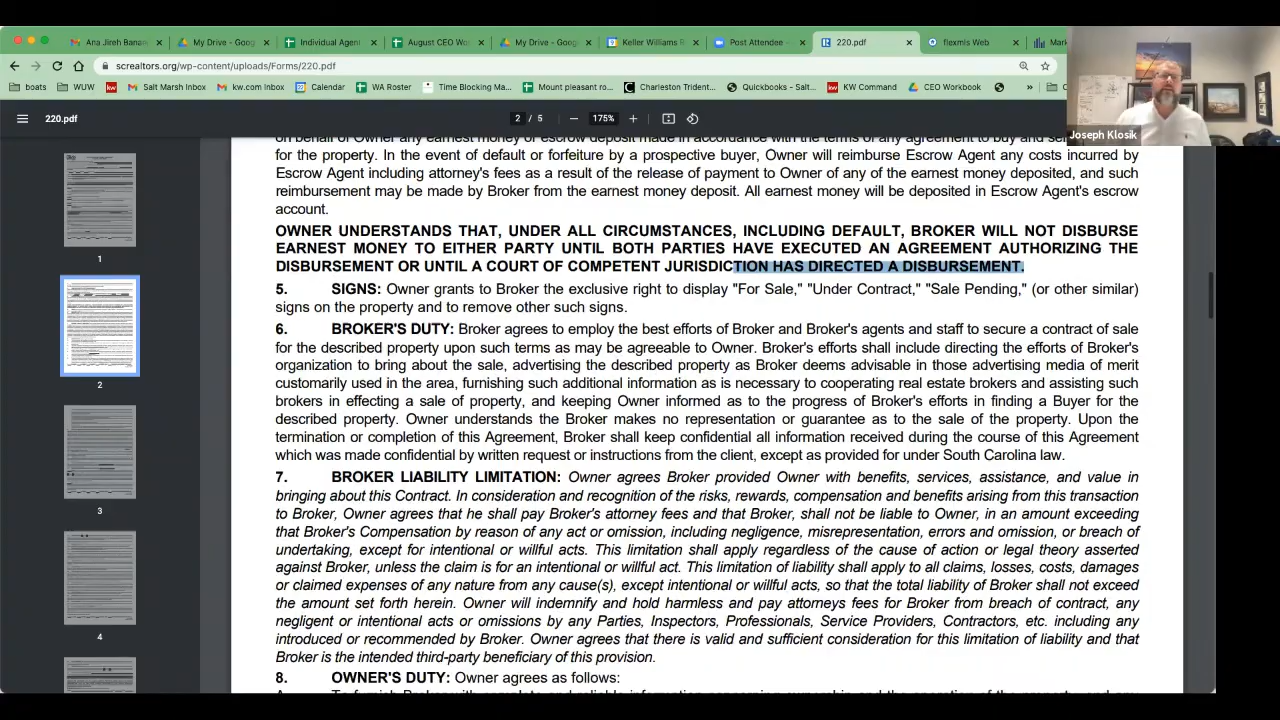 Ana Jireh Banan
My Drive - Goog
Individual Agent
August CEO Wo
My Drive - Goog
Keller Williams R
Post Attendee -
220.pdf
flexmls Web
Mark
screaltors.org/wp-content/uploads/Forms/220.pdf
boats
WUW
kw
Salt Marsh Inbox
kw
kw.com Inbox
Calendar
WA Roster
Time Blocking Ma...
Mount pleasant ro...
Charleston Trident...
Quickbooks - Salt...
kw
KW Command
CEO Workbook
»
220.pdf
2 / 5
175%
Joseph Klosik
1
2
3
4
for the property. In the event of default or forfeiture by a prospective buyer, Owner will reimburse Escrow Agent any costs incurred by
Escrow Agent including attorney's fees as a result of the release of payment to Owner of any of the earnest money deposited, and such
reimbursement may be made by Broker from the earnest money deposit. All earnest money will be deposited in Escrow Agent's escrow
account.
OWNER UNDERSTANDS THAT, UNDER ALL CIRCUMSTANCES, INCLUDING DEFAULT, BROKER WILL NOT DISBURSE
EARNEST MONEY TO EITHER PARTY UNTIL BOTH PARTIES HAVE EXECUTED AN AGREEMENT AUTHORIZING THE
DISBURSEMENT OR UNTIL A COURT OF COMPETENT JURISDICTION HAS DIRECTED A DISBURSEMENT.
5. SIGNS: Owner grants to Broker the exclusive right to display "For Sale," "Under Contract," "Sale Pending," (or other similar)
signs on the property and to remove other such signs.
6. BROKER'S DUTY: Broker agrees to employ the best efforts of Broker and Broker's agents and staff to secure a contract of sale
for the described property upon such terms as may be agreeable to Owner. Broker's efforts shall include directing the efforts of Broker's
organization to bring about the sale, advertising the described property as Broker deems advisable in those advertising media of merit
customarily used in the area, furnishing such additional information as is necessary to cooperating real estate brokers and assisting such
brokers in effecting a sale of property, and keeping Owner informed as to the progress of Broker's efforts in finding a Buyer for the
described property. Owner understands the Broker makes no representation or guarantee as to the sale of the property. Upon the
termination or completion of this Agreement, Broker shall keep confidential all information received during the course of this Agreement
which was made confidential by written request or instructions from the client, except as provided for under South Carolina law.
7. BROKER LIABILITY LIMITATION: Owner agrees Broker provided Owner with benefits, services, assistance, and value in
bringing about this Contract. In consideration and recognition of the risks, rewards, compensation and benefits arising from this transaction
to Broker, Owner agrees that he shall pay Broker's attorney fees and that Broker, shall not be liable to Owner, in an amount exceeding
that Broker's Compensation by reason of any act or omission, including negligence, misrepresentation, errors and omission, or breach of
undertaking, except for intentional or willful acts. This limitation shall apply regardless of the cause of action or legal theory asserted
against Broker, unless the claim is for an intentional or willful act. This limitation of liability shall apply to all claims, losses, costs, damages
or claimed expenses of any nature from any cause(s), except intentional or wilful acts, so that the total liability of Broker shall not exceed
the amount set forth herein. Owner will indemnify and hold harmless and pay attorneys fees for Broker from breach of contract, any
negligent or intentional acts or omissions by any Parties, Inspectors, Professionals, Service Providers, Contractors, etc. including any
introduced or recommended by Broker. Owner agrees that there is valid and sufficient consideration for this limitation of liability and that
Broker is the intended third-party beneficiary of this provision.
8. OWNER'S DUTY: Owner agrees as follows: